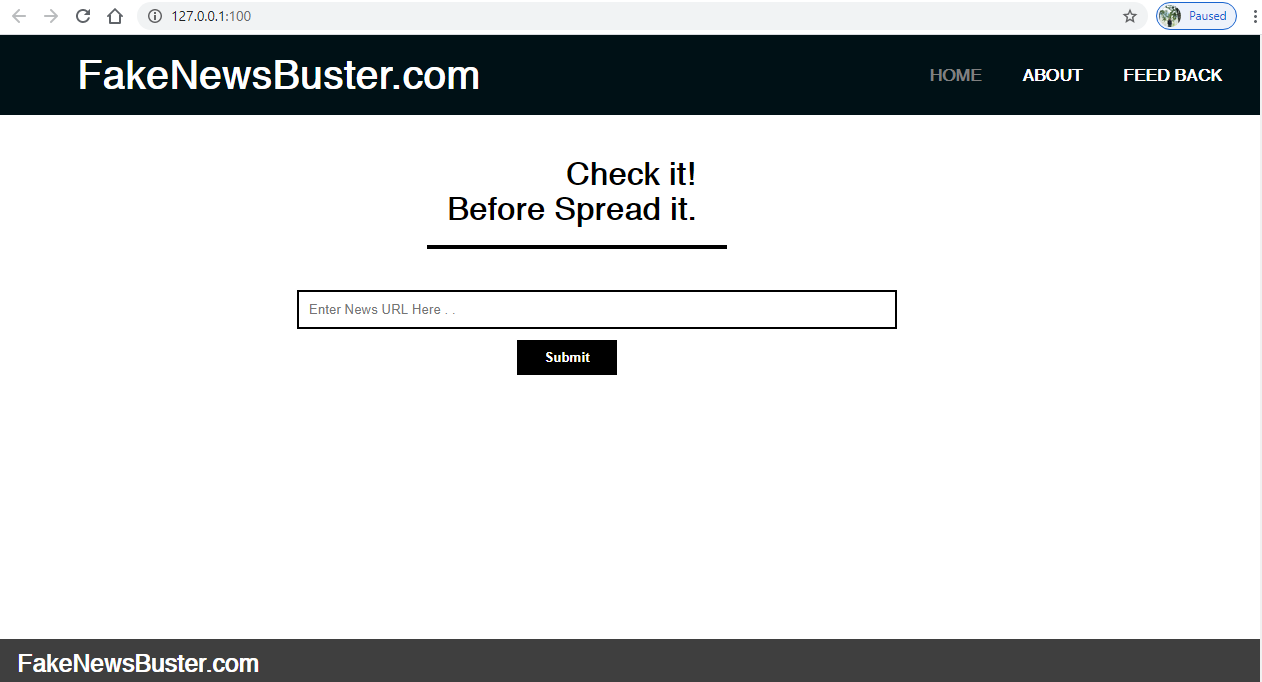 127.0.0.1:100
Paused
FakeNewsBuster.com
HOME
ABOUT
FEED BACK
Check it!
Before Spread it.
Enter News URL Here . .
Submit
FakeNewsBuster.com